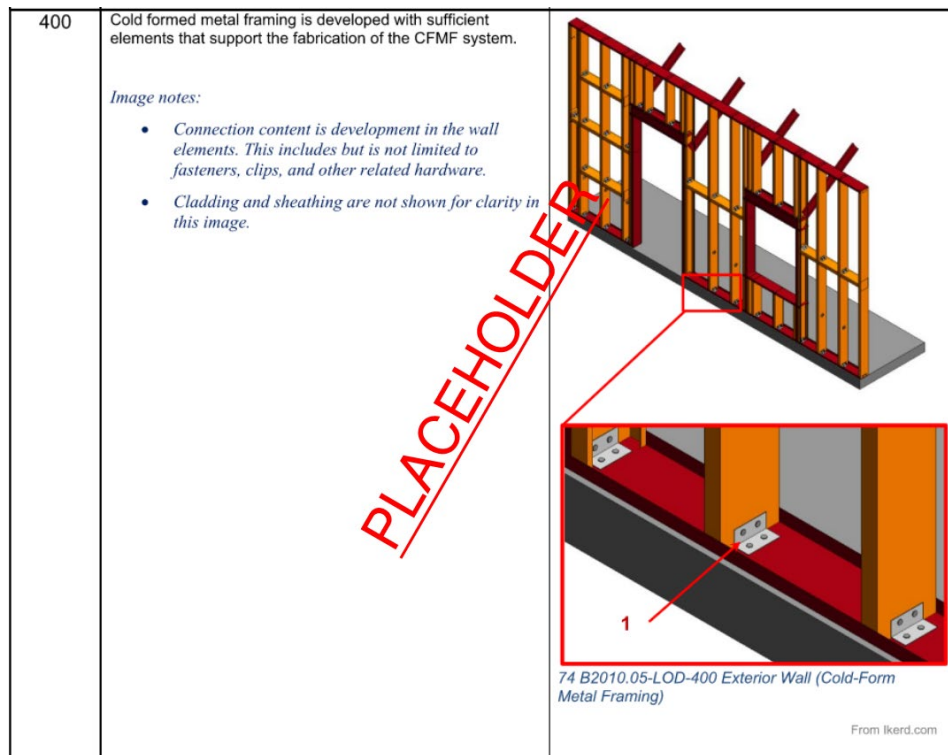 400
Cold formed metal framing is developed with sufficient
elements that support the fabrication of the CFMF system.
Image notes:
• Connection content is development in the wall
elements. This includes but is not limited to
fasteners, clips, and other related hardware.
• Cladding and sheathing are not shown for clarity in
this image.
PLACEHOLDER
1
74 B2010.05-LOD-400 Exterior Wall (Cold-Form
Metal Framing)
From Ikerd.com